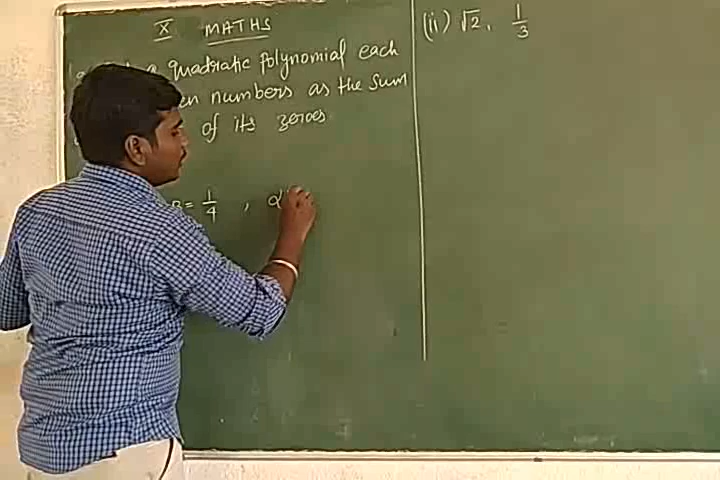 X MATHS
a quadratic polynomial each
numbers as the sum
of its zeroes
= 1/4 , α
(ii) √2, 1/3